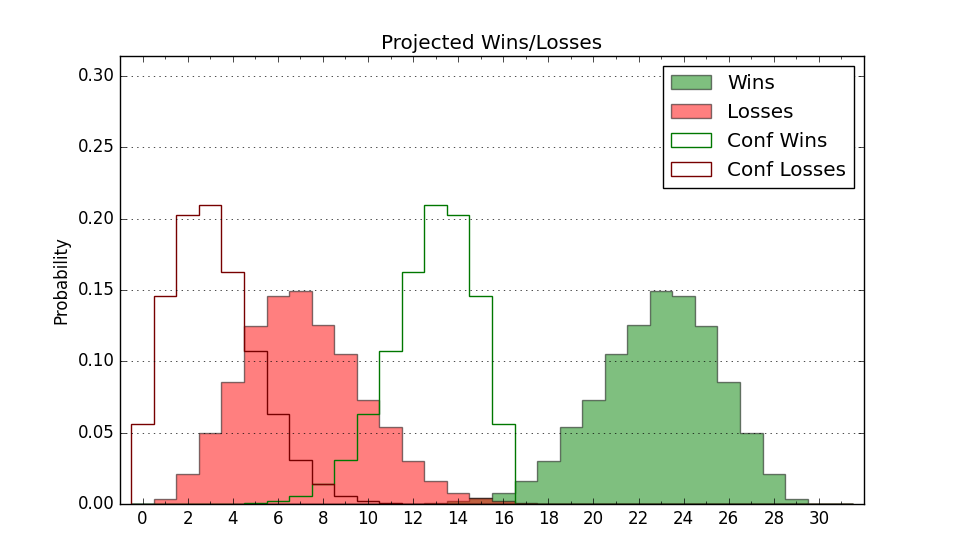 Projected Wins/Losses
0.30
0.25
0.20
0.15
0.10
0.05
0.00
Probability
Wins
Losses
Conf Wins
Conf Losses
0 2 4 6 8 10 12 14 16 18 20 22 24 26 28 30